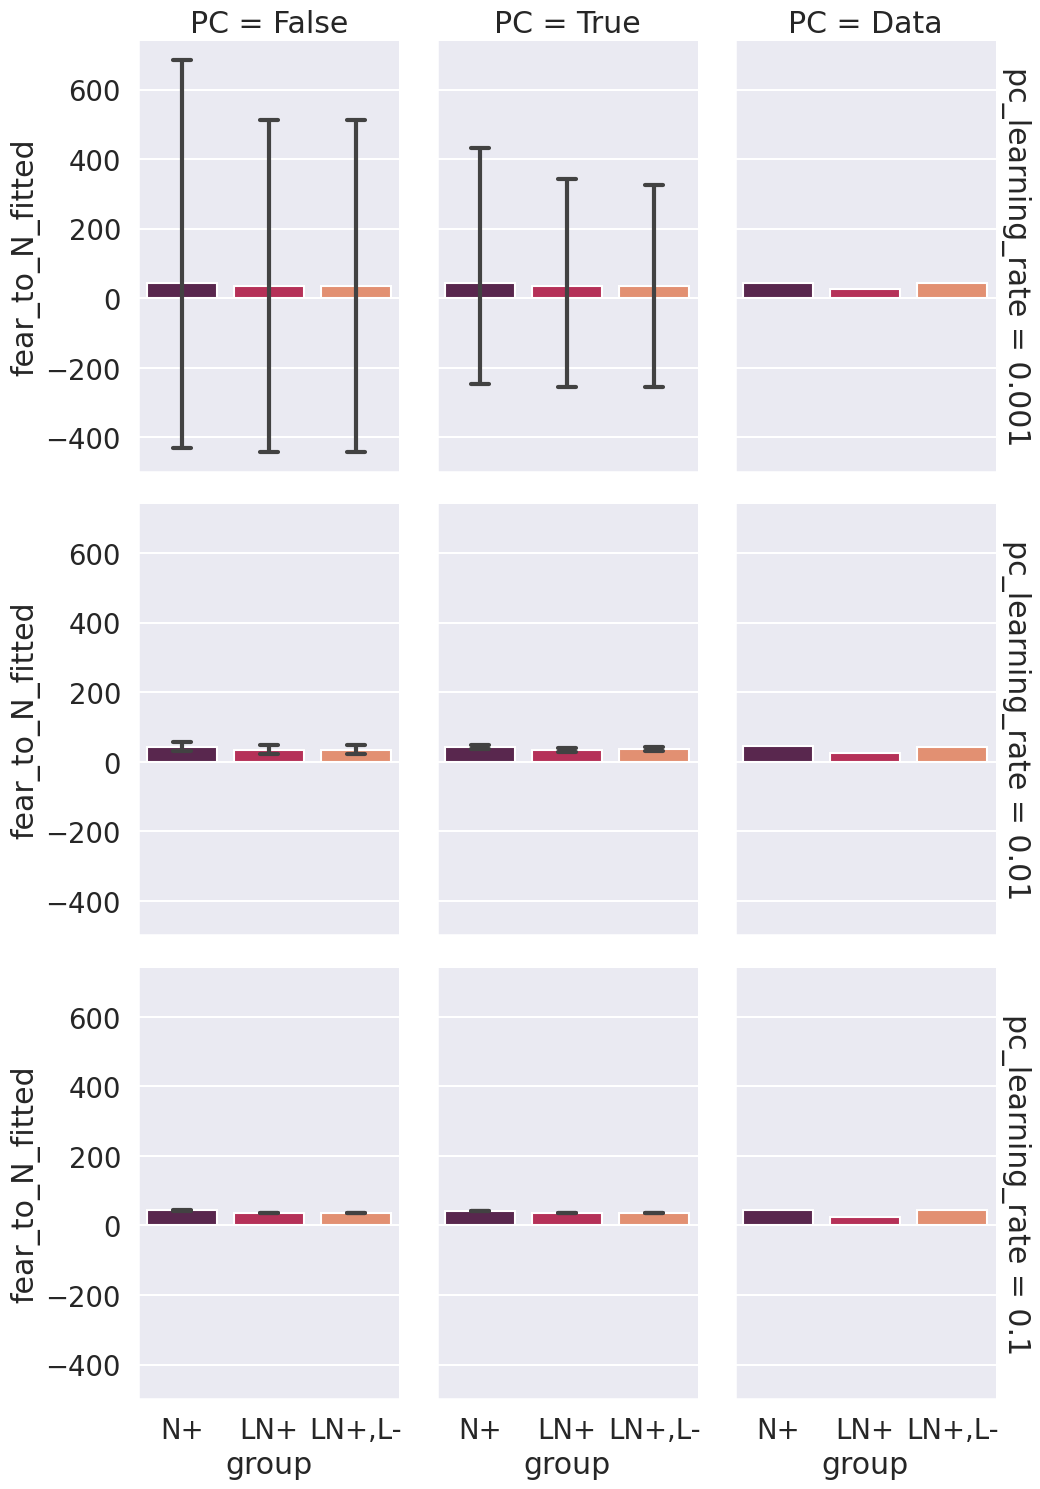 PC = False
PC = True
PC = Data
fear_to_N_fitted
600
400
200
0
−200
−400
pc_learning_rate = 0.001
fear_to_N_fitted
600
400
200
0
−200
−400
pc_learning_rate = 0.01
fear_to_N_fitted
600
400
200
0
−200
−400
pc_learning_rate = 0.1
N+ LN+ LN+,L-
N+ LN+ LN+,L-
N+ LN+ LN+,L-
group
group
group